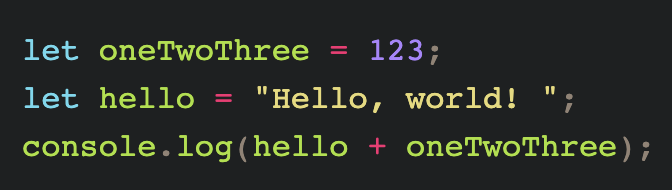 let oneTwoThree = 123;
let hello = "Hello, world! ";
console.log(hello + oneTwoThree);